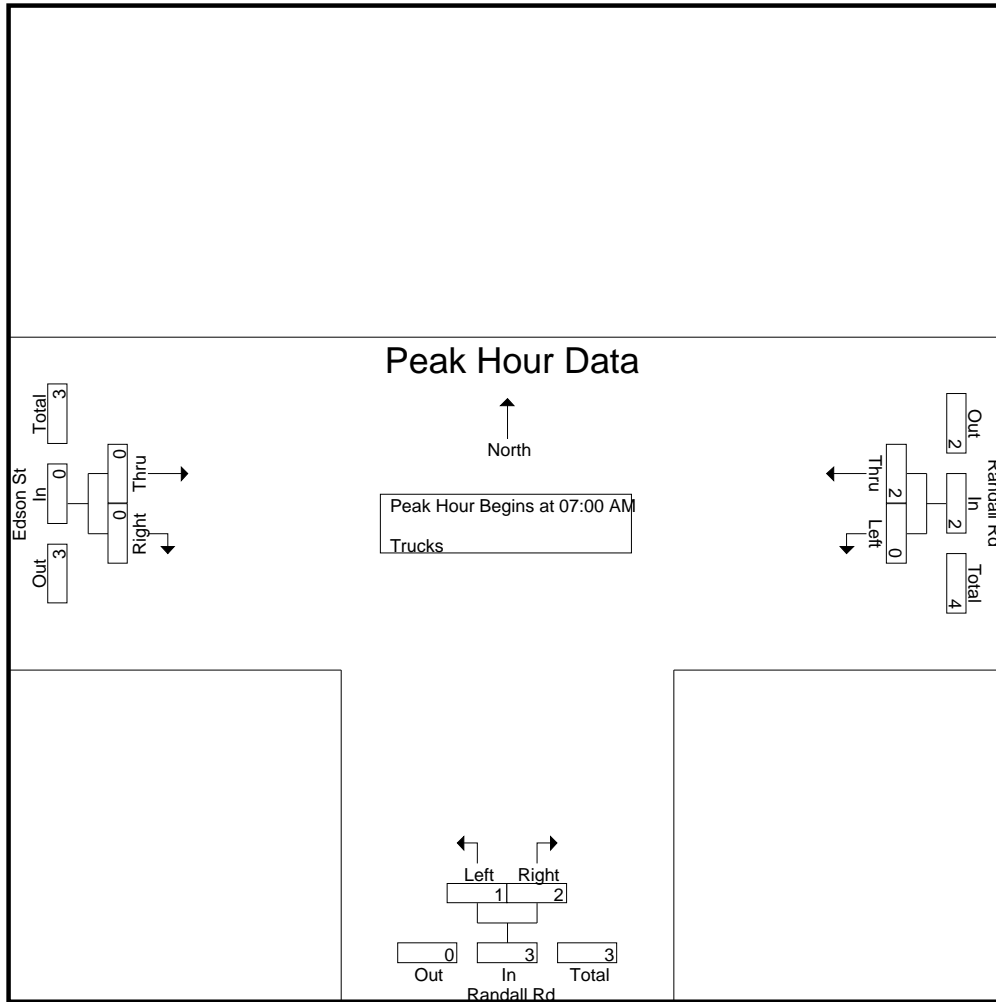 Peak Hour Data
North
Peak Hour Begins at 07:00 AM
Trucks
Edson St
Total
3
In
0
Out
3
Thru
0
Right
0
Randall Rd
Out
2
In
2
Total
4
Thru
2
Left
0
Left
1
Right
2
0
3
3
Out
In
Total
Randall Rd